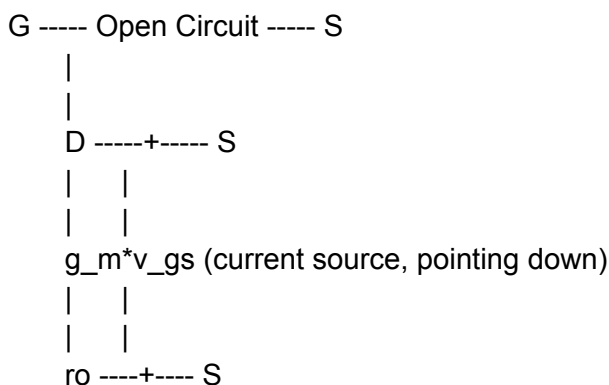 G ----- Open Circuit ----- S
|
|
D -----+----- S
| |
| |
g_m*v_gs (current source, pointing down)
| |
| |
ro ----+---- S